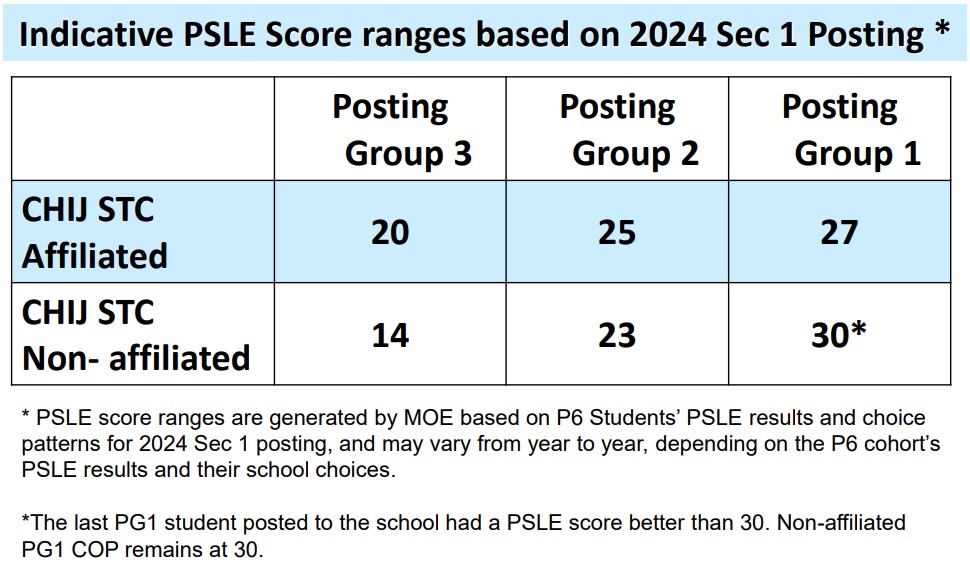 Indicative PSLE Score ranges based on 2024 Sec 1 Posting *
Posting Group 3
Posting Group 2
Posting Group 1
CHIJ STC Affiliated
20
25
27
CHIJ STC Non- affiliated
14
23
30*
* PSLE score ranges are generated by MOE based on P6 Students’ PSLE results and choice
patterns for 2024 Sec 1 posting, and may vary from year to year, depending on the P6 cohort’s
PSLE results and their school choices.
*The last PG1 student posted to the school had a PSLE score better than 30. Non-affiliated
PG1 COP remains at 30.